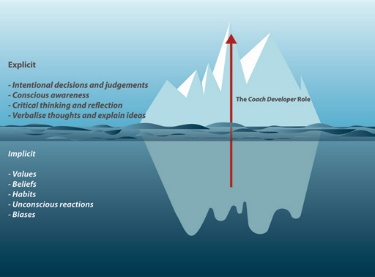 Explicit
- Intentional decisions and judgements
- Conscious awareness
- Critical thinking and reflection
- Verbalise thoughts and explain ideas
The Coach Developer Role
Implicit
- Values
- Beliefs
- Habits
- Unconscious reactions
- Biases